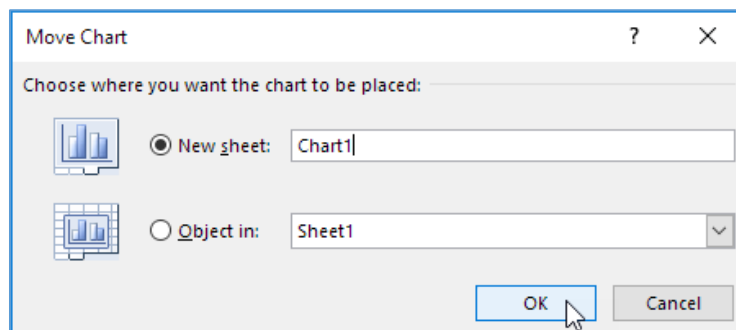 Move Chart ?
Choose where you want the chart to be placed:
New sheet: Chart1
Object in: Sheet1
OK Cancel